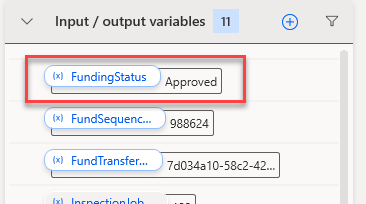 Input / output variables 11
(x) FundingStatus Approved
(x) FundSequenc... 988624
(x) FundTransfer... 7d034a10-58c2-42...